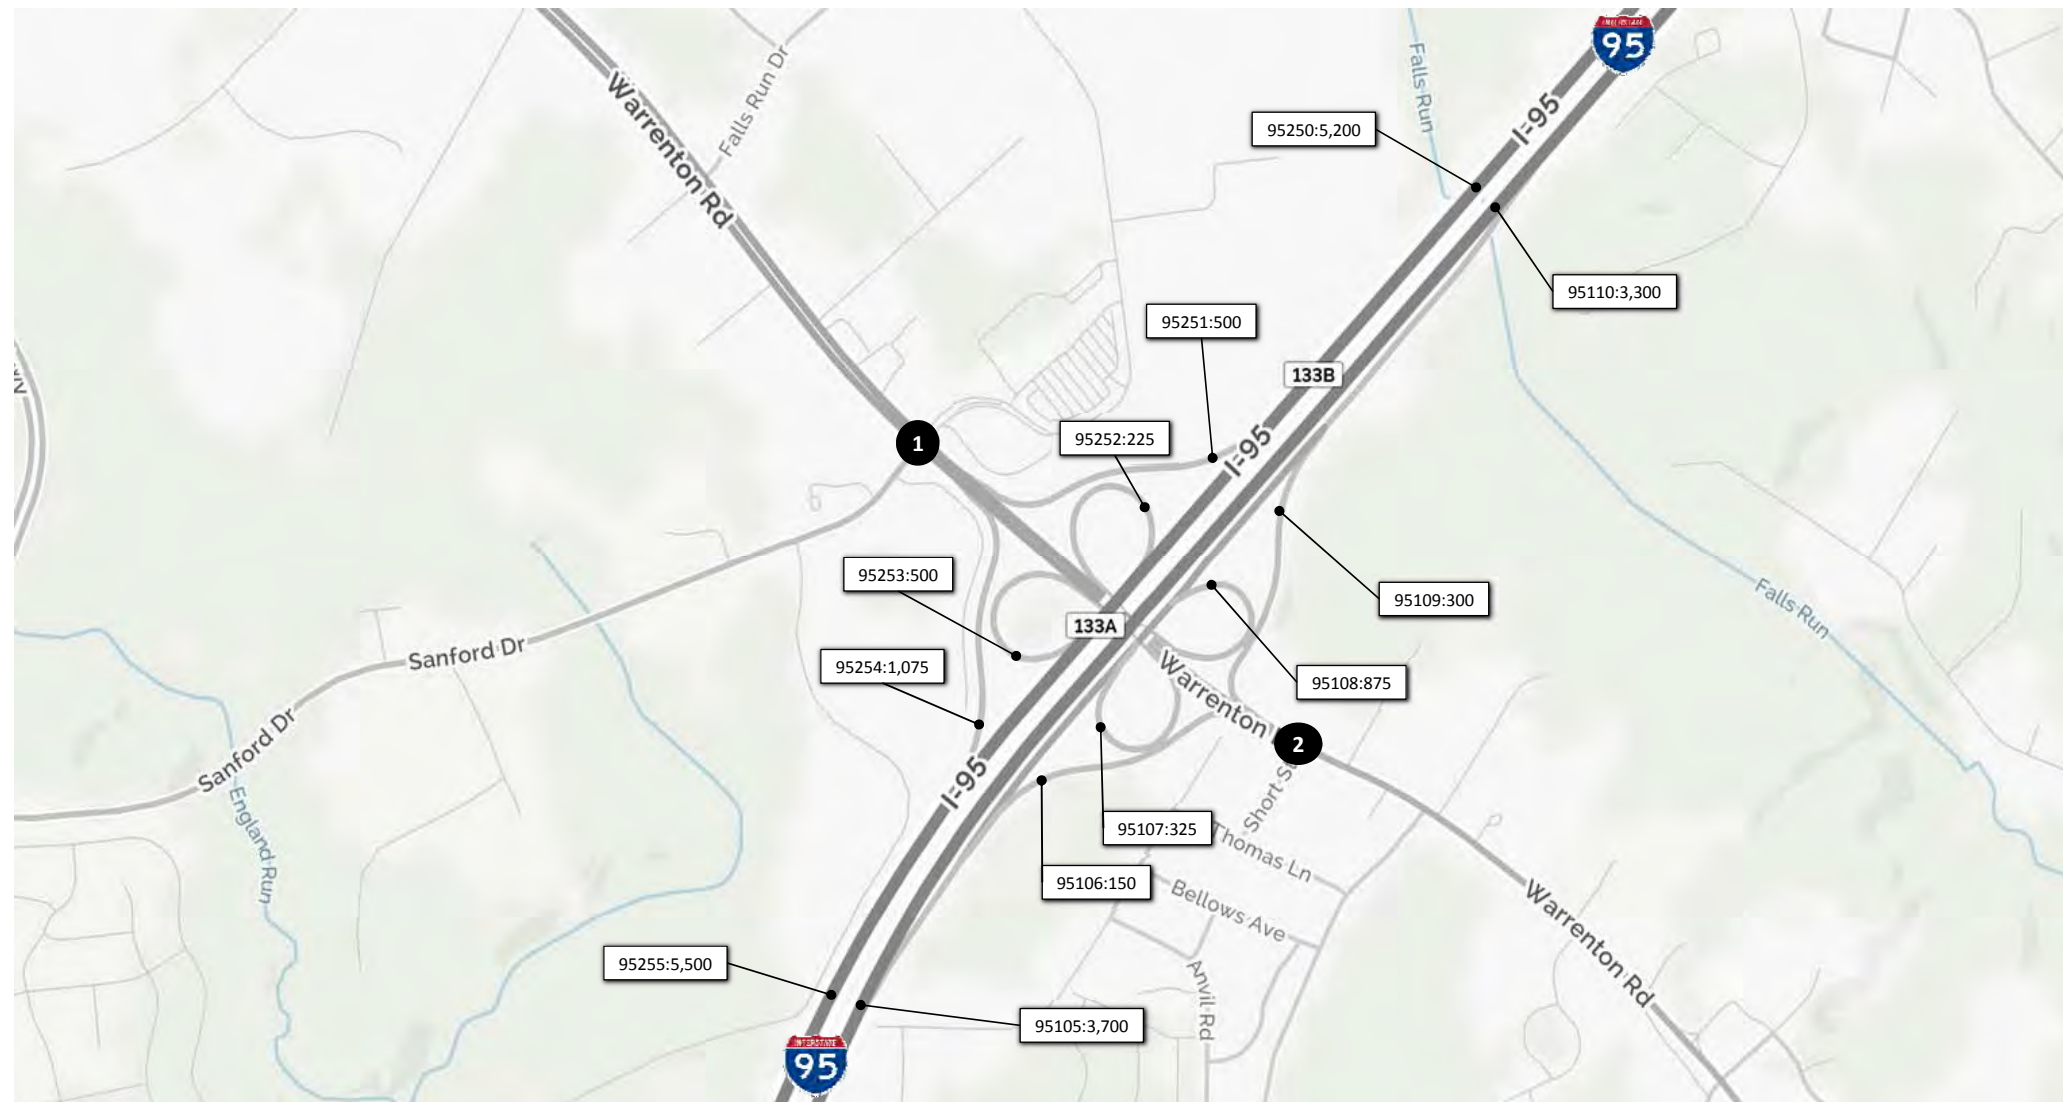 INTERSTATE
95
Falls Run Dr
Falls Run
Warrenton Rd
I-95
95250:5,200
95110:3,300
95251:500
133B
95252:225
1
I-95
95253:500
95109:300
Falls Run
133A
Sanford Dr
95254:1,075
Warrenton
95108:875
2
Sanford Dr
I-95
Short St
England Run
95107:325
Thomas Ln
95106:150
Bellows Ave
Warrenton Rd
95255:5,500
Anvil Rd
95105:3,700
INTERSTATE
95